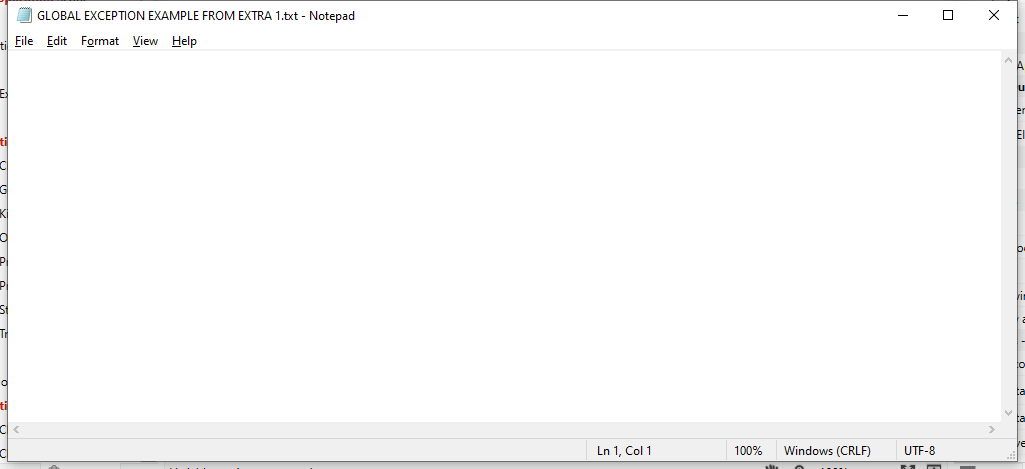 GLOBAL EXCEPTION EXAMPLE FROM EXTRA 1.txt - Notepad
File Edit Format View Help
Ln 1, Col 1 100% Windows (CRLF) UTF-8